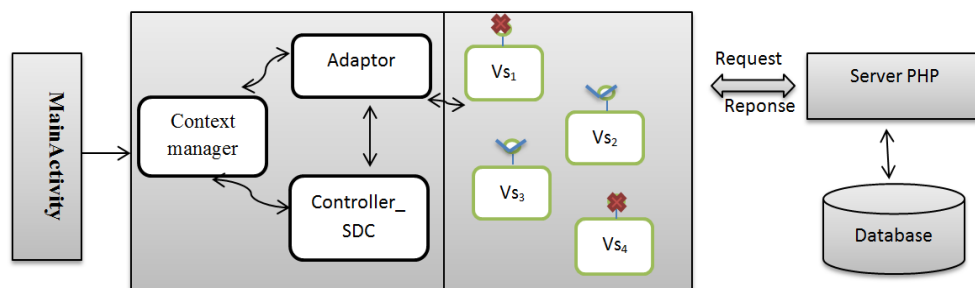 MainActivity
Context
manager
Adaptor
Controller_
SDC
Vs₁
Vs₂
Vs₃
Vs₄
Request
Reponse
Server PHP
Database